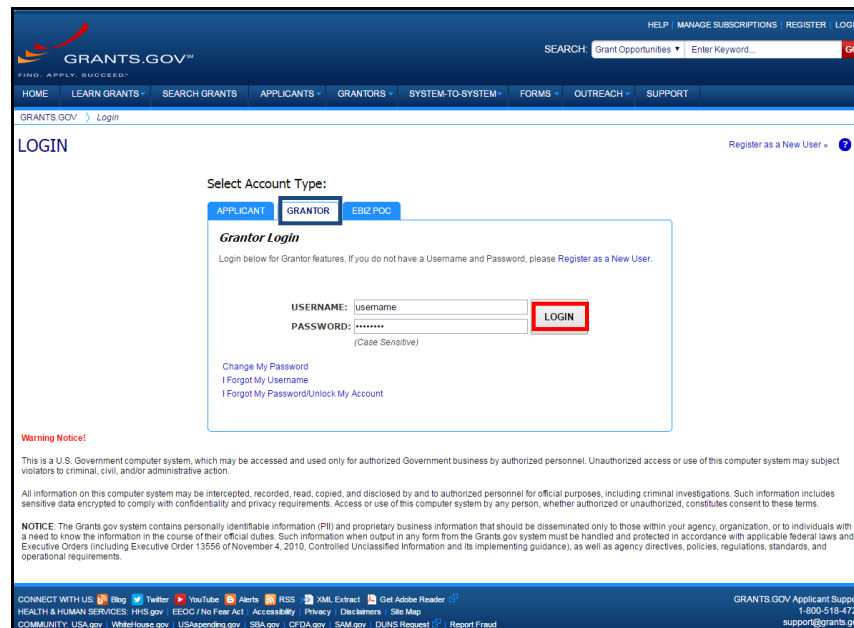 HELP | MANAGE SUBSCRIPTIONS | REGISTER | LOGI
GRANTS.GOV℠
FIND. APPLY. SUCCEED.℠
SEARCH: Grant Opportunities ▼ Enter Keyword... GO
HOME LEARN GRANTS SEARCH GRANTS APPLICANTS GRANTORS SYSTEM-TO-SYSTEM FORMS OUTREACH SUPPORT
GRANTS.GOV 〉 Login
LOGIN
Register as a New User » ?
Select Account Type:
APPLICANT GRANTOR EBIZ POC
Grantor Login
Login below for Grantor features. If you do not have a Username and Password, please Register as a New User.
USERNAME: username
PASSWORD: ••••••••
LOGIN
(Case Sensitive)
Change My Password
I Forgot My Username
I Forgot My Password/Unlock My Account
Warning Notice!
This is a U.S. Government computer system, which may be accessed and used only for authorized Government business by authorized personnel. Unauthorized access or use of this computer system may subject
violators to criminal, civil, and/or administrative action.
All information on this computer system may be intercepted, recorded, read, copied, and disclosed by and to authorized personnel for official purposes, including criminal investigations. Such information includes
sensitive data encrypted to comply with confidentiality and privacy requirements. Access or use of this computer system by any person, whether authorized or unauthorized, constitutes consent to these terms.
NOTICE: The Grants.gov system contains personally identifiable information (PII) and proprietary business information that should be disseminated only to those within your agency, organization, or to individuals with
a need to know the information in the course of their official duties. Such information when output in any form from the Grants.gov system must be handled and protected in accordance with applicable federal laws and
Executive Orders (including Executive Order 13556 of November 4, 2010, Controlled Unclassified Information and its implementing guidance), as well as agency directives, policies, regulations, standards, and
operational requirements.
CONNECT WITH US: Blog Twitter YouTube Alerts RSS XML Extract Get Adobe Reader
HEALTH & HUMAN SERVICES: HHS.gov | EEOC / No Fear Act | Accessibility | Privacy | Disclaimers | Site Map
COMMUNITY: USA.gov | WhiteHouse.gov | USAspending.gov | SBA.gov | CFDA.gov | SAM.gov | DUNS Request | Report Fraud
GRANTS.GOV Applicant Suppo
1-800-518-472
support@grants.go